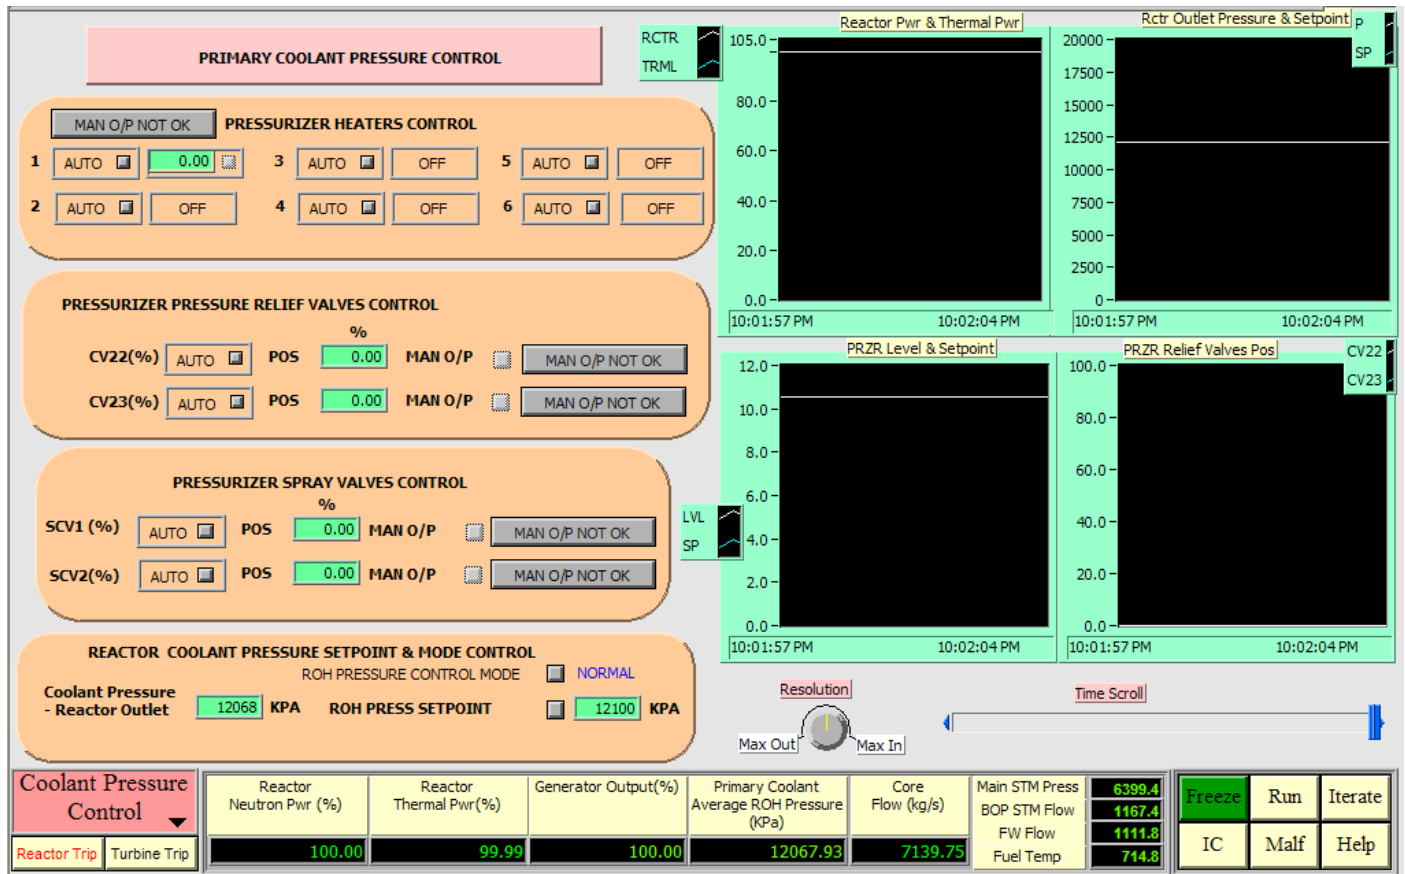 PRIMARY COOLANT PRESSURE CONTROL
MAN O/P NOT OK PRESSURIZER HEATERS CONTROL
1 AUTO 0.00 3 AUTO OFF 5 AUTO OFF
2 AUTO OFF 4 AUTO OFF 6 AUTO OFF
PRESSURIZER PRESSURE RELIEF VALVES CONTROL
%
CV22(%) AUTO POS 0.00 MAN O/P MAN O/P NOT OK
CV23(%) AUTO POS 0.00 MAN O/P MAN O/P NOT OK
PRESSURIZER SPRAY VALVES CONTROL
%
SCV1 (%) AUTO POS 0.00 MAN O/P MAN O/P NOT OK
SCV2(%) AUTO POS 0.00 MAN O/P MAN O/P NOT OK
REACTOR COOLANT PRESSURE SETPOINT & MODE CONTROL
ROH PRESSURE CONTROL MODE NORMAL
Coolant Pressure
- Reactor Outlet 12068 KPA ROH PRESS SETPOINT 12100 KPA
Reactor Pwr & Thermal Pwr
RCTR
TRML
105.0
80.0
60.0
40.0
20.0
0.0
10:01:57 PM 10:02:04 PM
Rctr Outlet Pressure & Setpoint
P
SP
20000
17500
15000
12500
10000
7500
5000
2500
0
10:01:57 PM 10:02:04 PM
PRZR Level & Setpoint
LVL
SP
12.0
10.0
8.0
6.0
4.0
2.0
0.0
10:01:57 PM 10:02:04 PM
PRZR Relief Valves Pos
CV22
CV23
100.0
60.0
40.0
20.0
0.0
10:01:57 PM 10:02:04 PM
Resolution
Max Out Max In
Time Scroll
Coolant Pressure
Control
Reactor Trip Turbine Trip
Reactor
Neutron Pwr (%)
100.00
Reactor
Thermal Pwr(%)
99.99
Generator Output(%)
100.00
Primary Coolant
Average ROH Pressure
(KPa)
12067.93
Core
Flow (kg/s)
7139.75
Main STM Press 6399.4
BOP STM Flow 1167.4
FW Flow 1111.8
Fuel Temp 714.8
Freeze Run Iterate
IC Malf Help